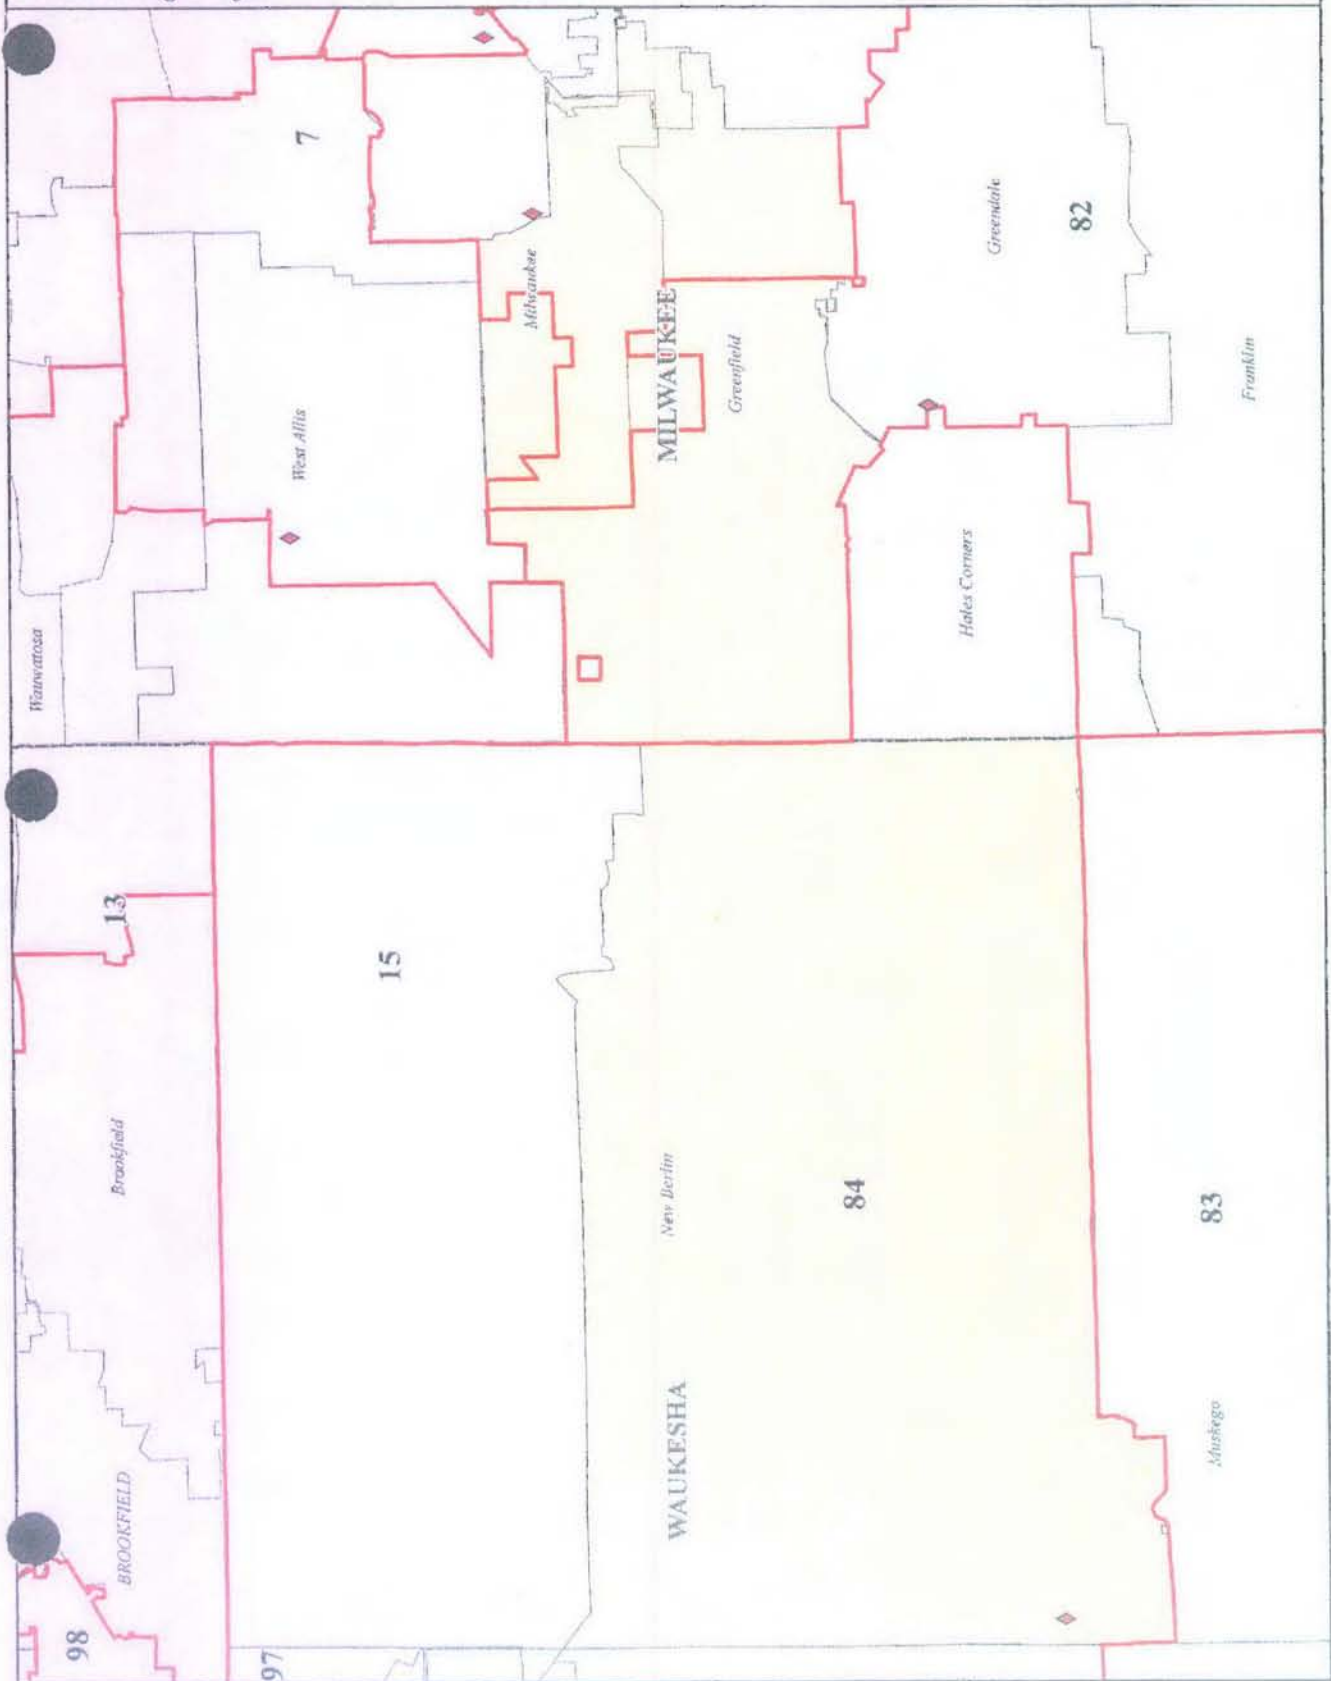 98
BROOKFIELD
Brookfield
13
Wauwatosa
97
15
West Allis
7
WAUKESHA
New Berlin
MILWAUKEE
Milwaukee
Greenfield
84
Hales Corners
Greendale
82
Muskego
83
Franklin